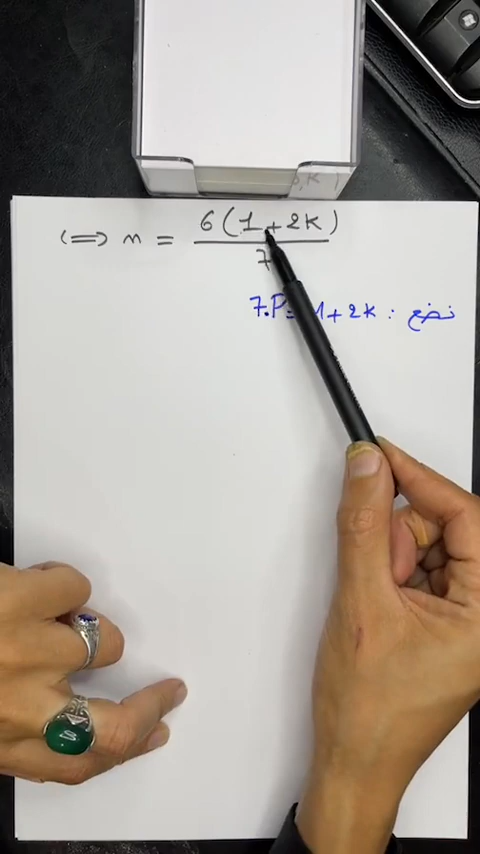 ⟺ n = 6(1+2k) / 7
نضع : 7.P = 1+2k